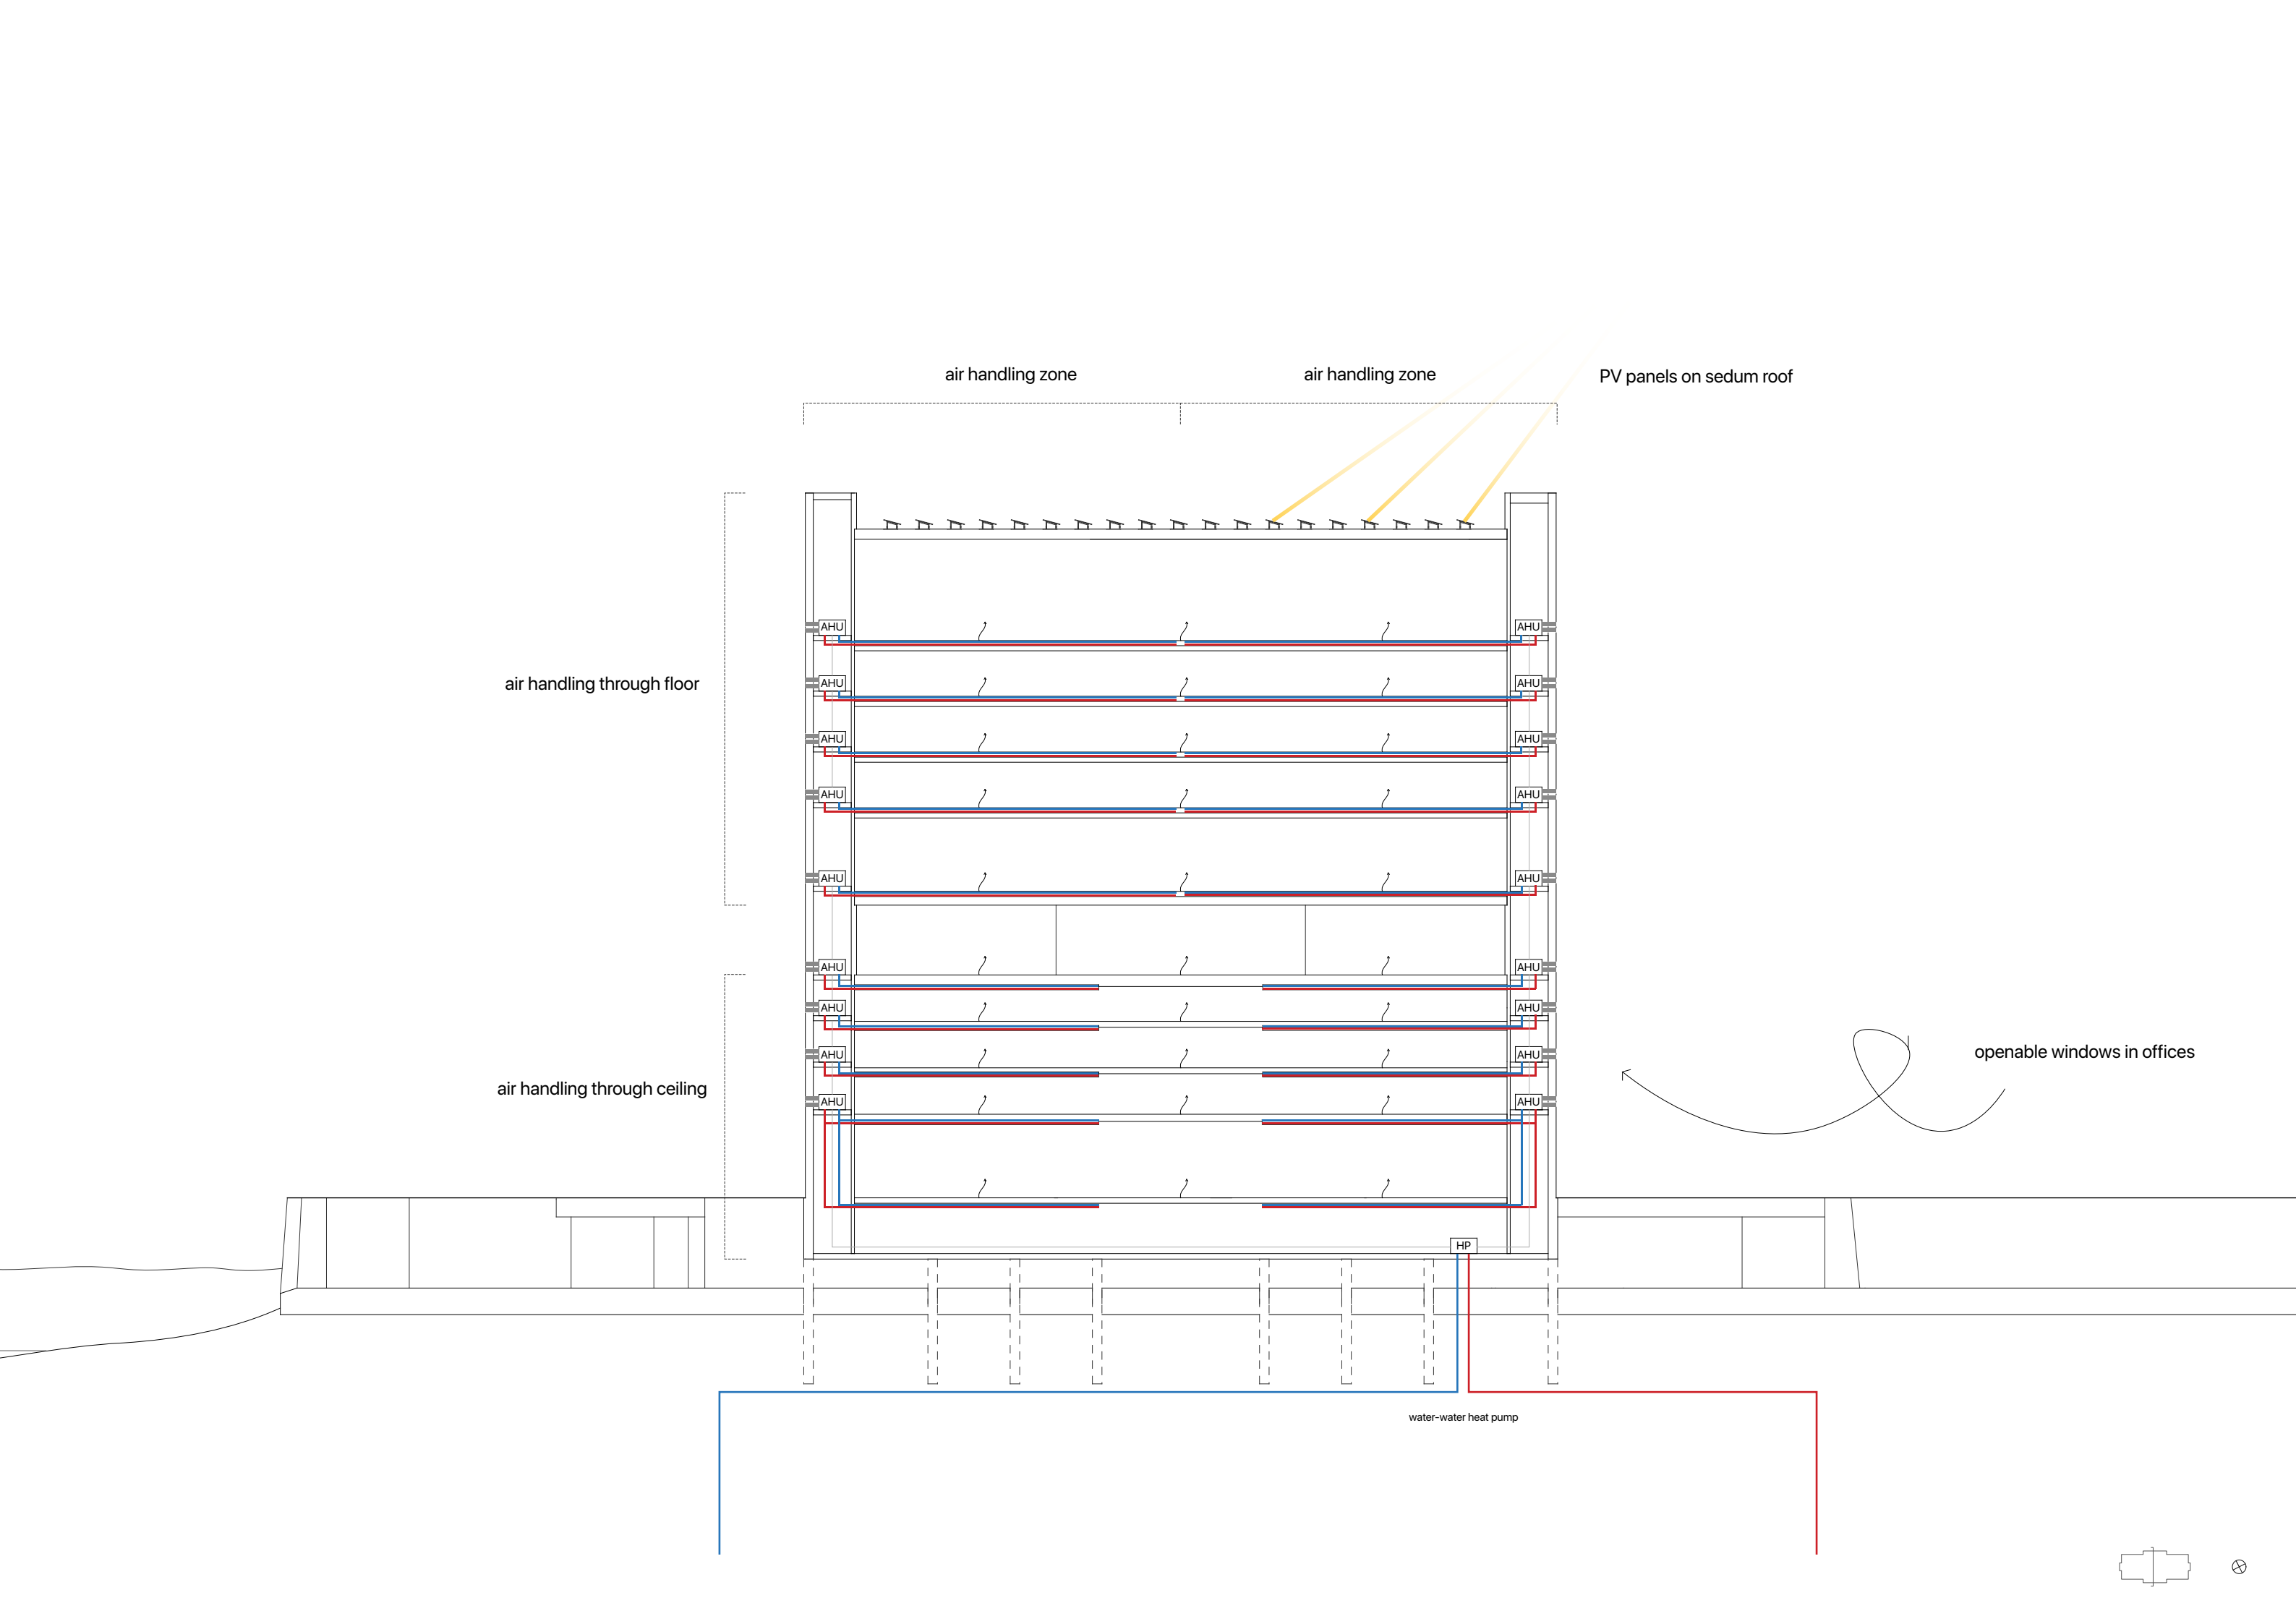 air handling zone
air handling zone
PV panels on sedum roof
AHU
AHU
air handling through floor
AHU
AHU
AHU
AHU
AHU
AHU
AHU
AHU
AHU
AHU
AHU
AHU
openable windows in offices
AHU
AHU
air handling through ceiling
AHU
AHU
HP
water-water heat pump